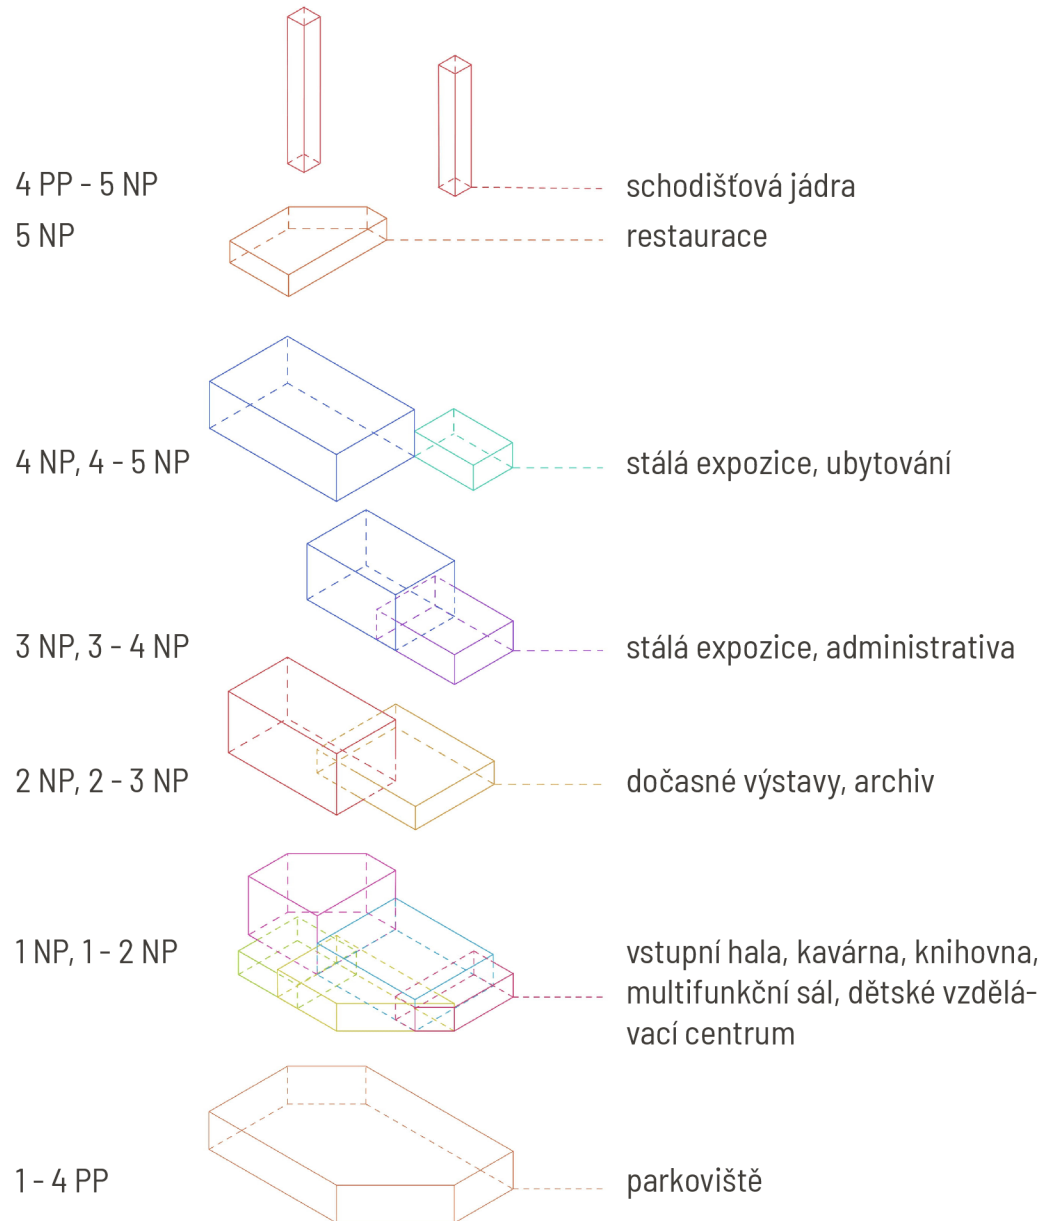 4 PP - 5 NP schodišťová jádra
5 NP restaurace
4 NP, 4 - 5 NP stálá expozice, ubytování
3 NP, 3 - 4 NP stálá expozice, administrativa
2 NP, 2 - 3 NP dočasné výstavy, archiv
1 NP, 1 - 2 NP vstupní hala, kavárna, knihovna,
multifunkční sál, dětské vzdělá-
vací centrum
1 - 4 PP parkoviště